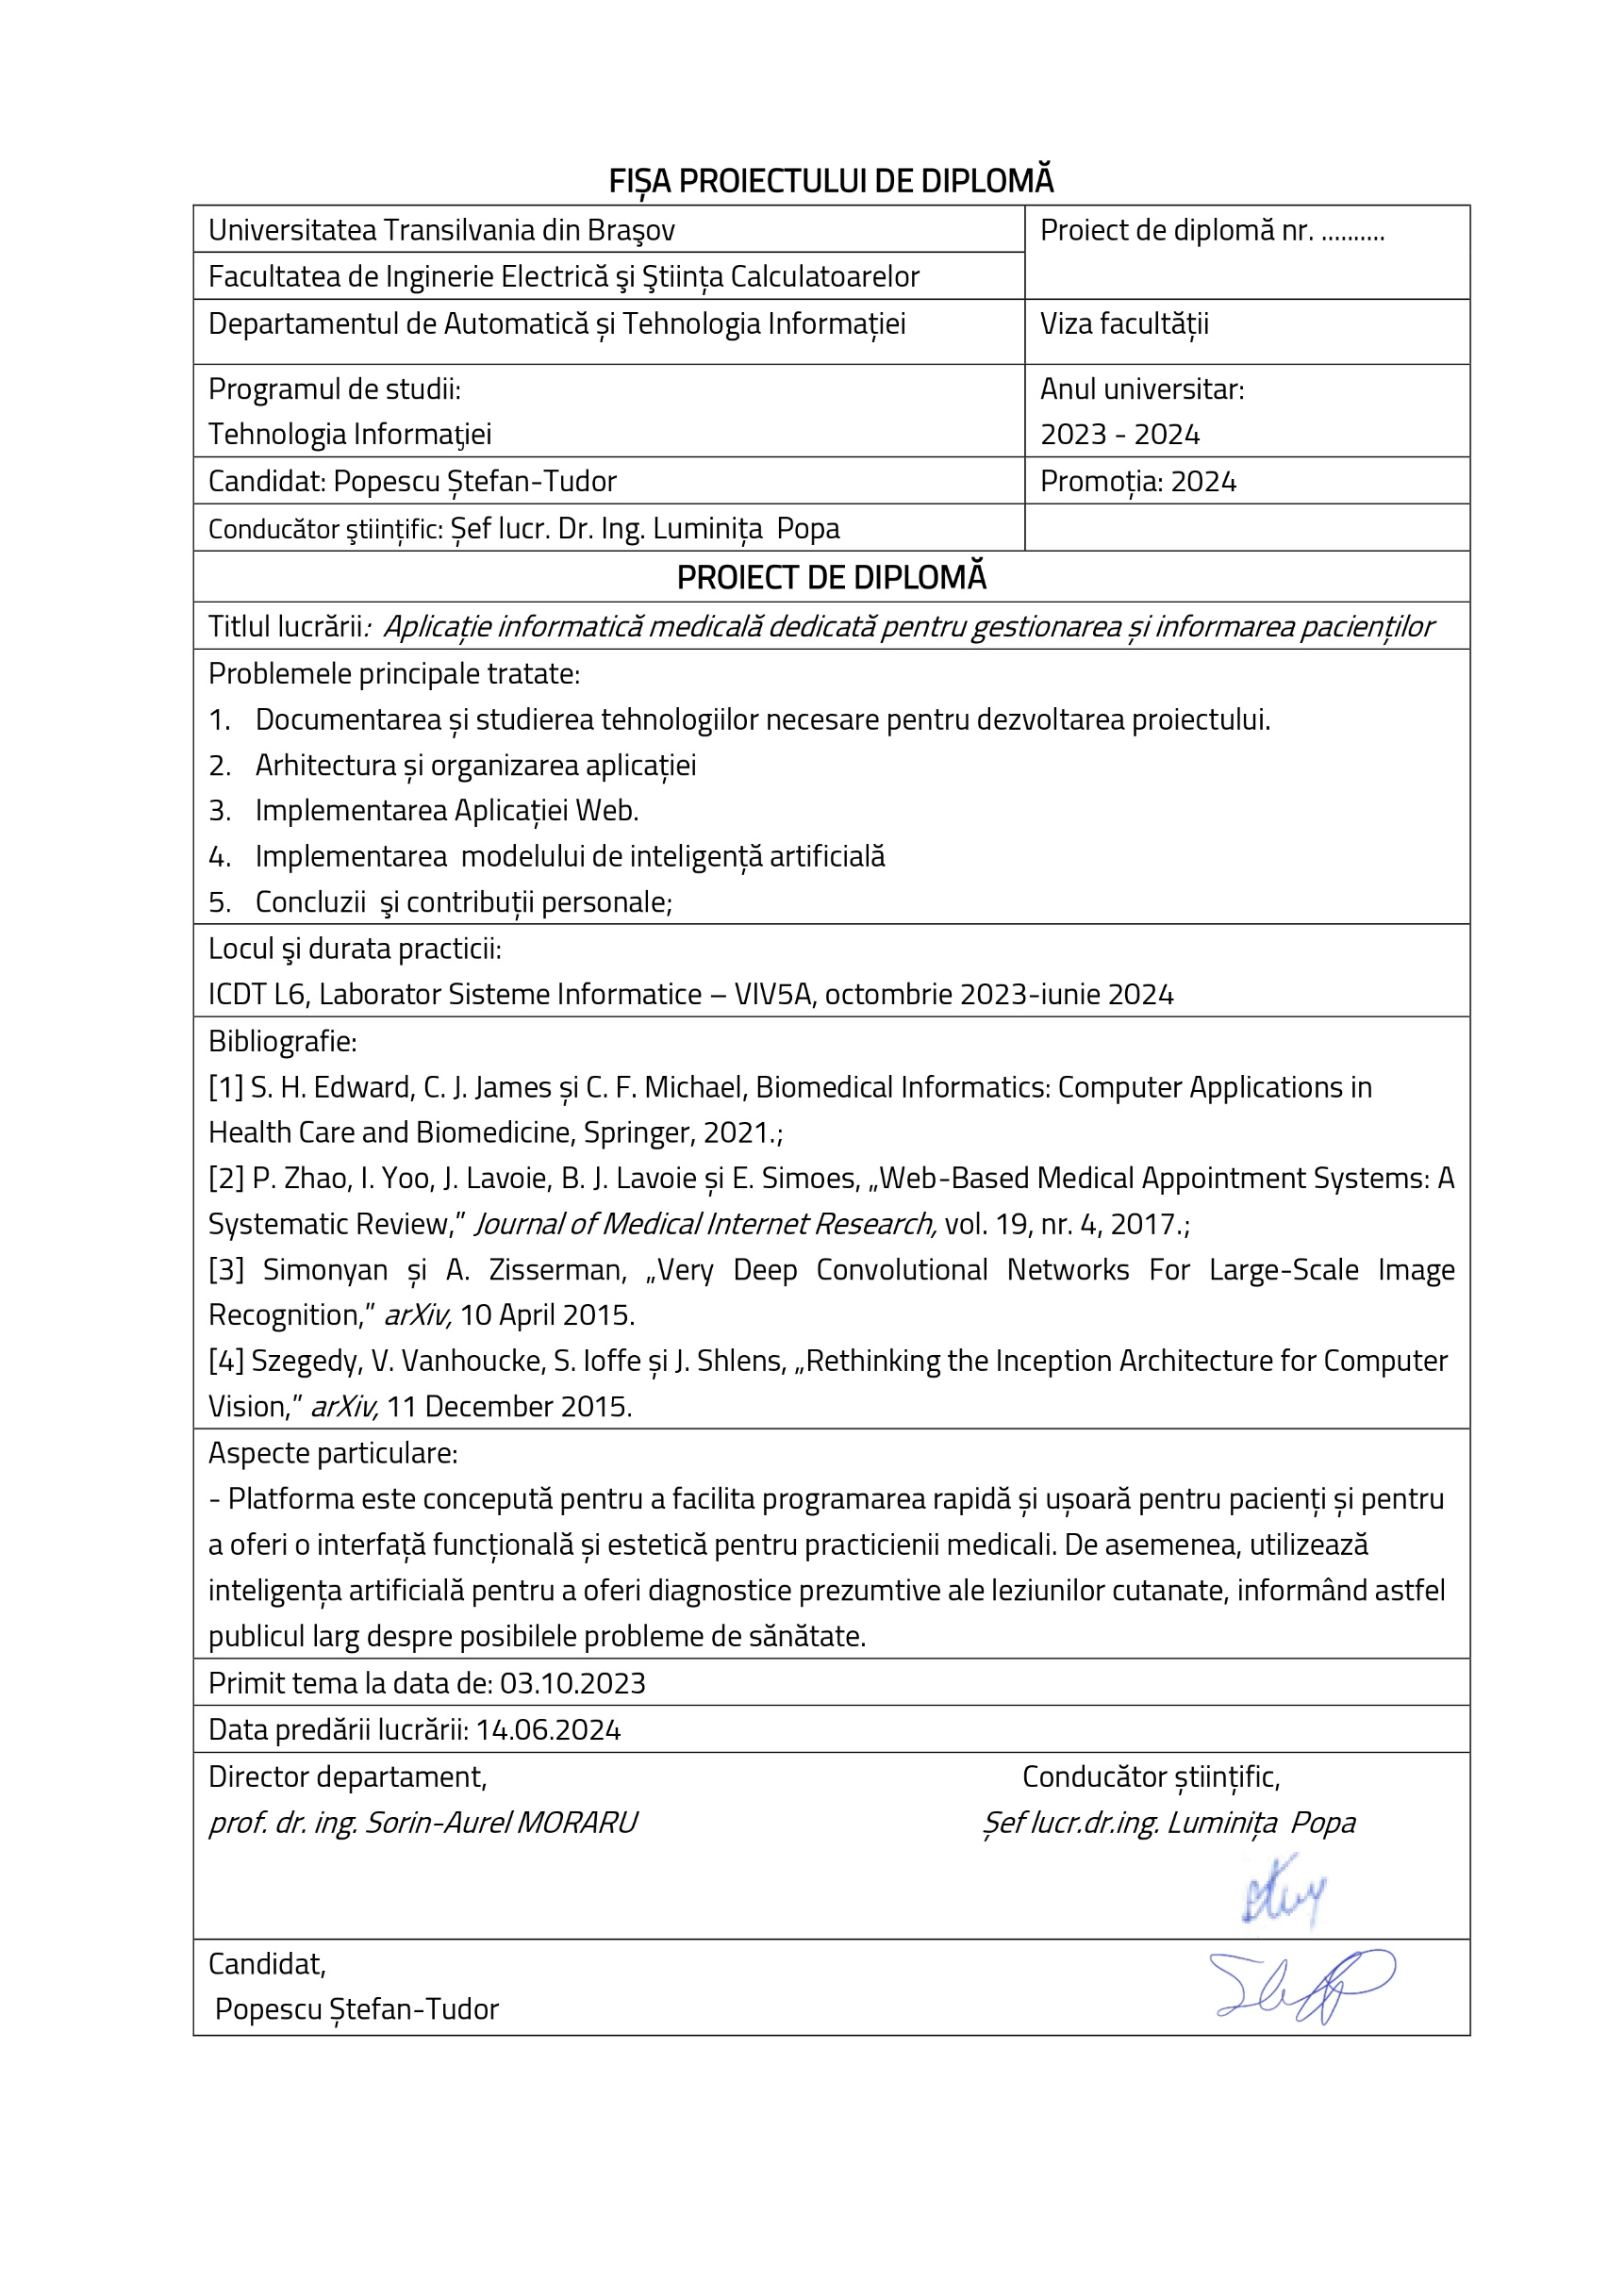 FIȘA PROIECTULUI DE DIPLOMĂ
Universitatea Transilvania din Braşov
Proiect de diplomă nr. ..........
Facultatea de Inginerie Electrică şi Ştiința Calculatoarelor
Departamentul de Automatică și Tehnologia Informației
Viza facultății
Programul de studii:
Tehnologia Informaţiei
Anul universitar:
2023 - 2024
Candidat: Popescu Ștefan-Tudor
Promoția: 2024
Conducător ştiințific: Șef lucr. Dr. Ing. Luminița  Popa
PROIECT DE DIPLOMĂ
Titlul lucrării:  Aplicație informatică medicală dedicată pentru gestionarea și informarea pacienților
Problemele principale tratate:
1. Documentarea și studierea tehnologiilor necesare pentru dezvoltarea proiectului.
2. Arhitectura și organizarea aplicației
3. Implementarea Aplicației Web.
4. Implementarea  modelului de inteligență artificială
5. Concluzii  şi contribuții personale;
Locul şi durata practicii:
ICDT L6, Laborator Sisteme Informatice – VIV5A, octombrie 2023-iunie 2024
Bibliografie:
[1] S. H. Edward, C. J. James și C. F. Michael, Biomedical Informatics: Computer Applications in
Health Care and Biomedicine, Springer, 2021.;
[2] P. Zhao, I. Yoo, J. Lavoie, B. J. Lavoie și E. Simoes, „Web-Based Medical Appointment Systems: A
Systematic Review,” Journal of Medical Internet Research, vol. 19, nr. 4, 2017.;
[3] Simonyan și A. Zisserman, „Very Deep Convolutional Networks For Large-Scale Image
Recognition,” arXiv, 10 April 2015.
[4] Szegedy, V. Vanhoucke, S. Ioffe și J. Shlens, „Rethinking the Inception Architecture for Computer
Vision,” arXiv, 11 December 2015.
Aspecte particulare:
- Platforma este concepută pentru a facilita programarea rapidă și ușoară pentru pacienți și pentru
a oferi o interfață funcțională și estetică pentru practicienii medicali. De asemenea, utilizează
inteligența artificială pentru a oferi diagnostice prezumtive ale leziunilor cutanate, informând astfel
publicul larg despre posibilele probleme de sănătate.
Primit tema la data de: 03.10.2023
Data predării lucrării: 14.06.2024
Director departament,
Conducător științific,
prof. dr. ing. Sorin-Aurel MORARU
Șef lucr.dr.ing. Luminița  Popa
Candidat,
Popescu Ștefan-Tudor